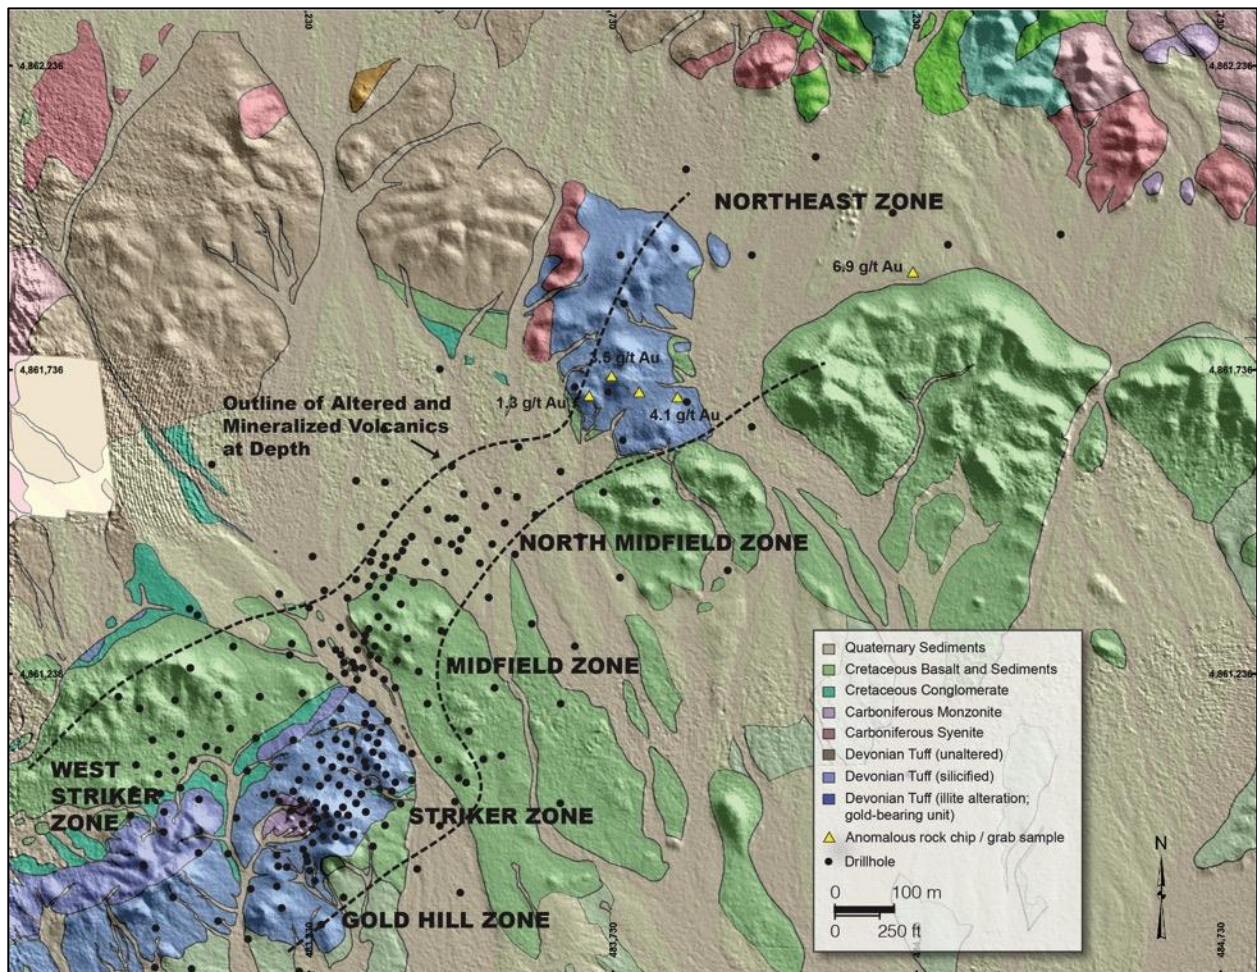 ,230
,730
,230
,730
4,862,236
4,862,236
NORTHEAST ZONE
6.9 g/t Au
3.5 g/t Au
4,861,736
4,861,736
1.3 g/t Au
4.1 g/t Au
Outline of Altered and
Mineralized Volcanics
at Depth
NORTH MIDFIELD ZONE
MIDFIELD ZONE
4,861,236
4,861,236
WEST
STRIKER
ZONE
STRIKER ZONE
GOLD HILL ZONE
Quaternary Sediments
Cretaceous Basalt and Sediments
Cretaceous Conglomerate
Carboniferous Monzonite
Carboniferous Syenite
Devonian Tuff (unaltered)
Devonian Tuff (silicified)
Devonian Tuff (illite alteration;
gold-bearing unit)
Anomalous rock chip / grab sample
Drillhole
0 100 m
0 250 ft
N
483,730
484,730